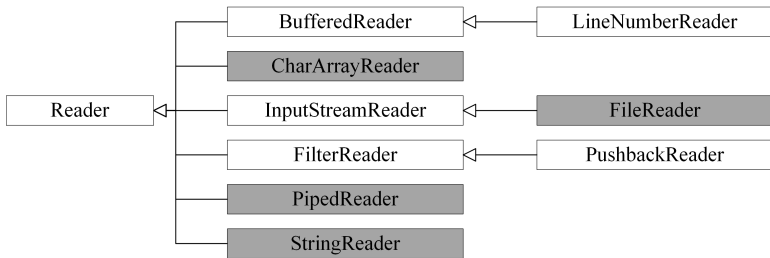 BufferedReader
LineNumberReader
CharArrayReader
Reader
InputStreamReader
FileReader
FilterReader
PushbackReader
PipedReader
StringReader